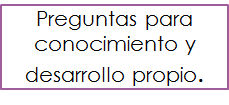 Preguntas para
conocimiento y
desarrollo propio.